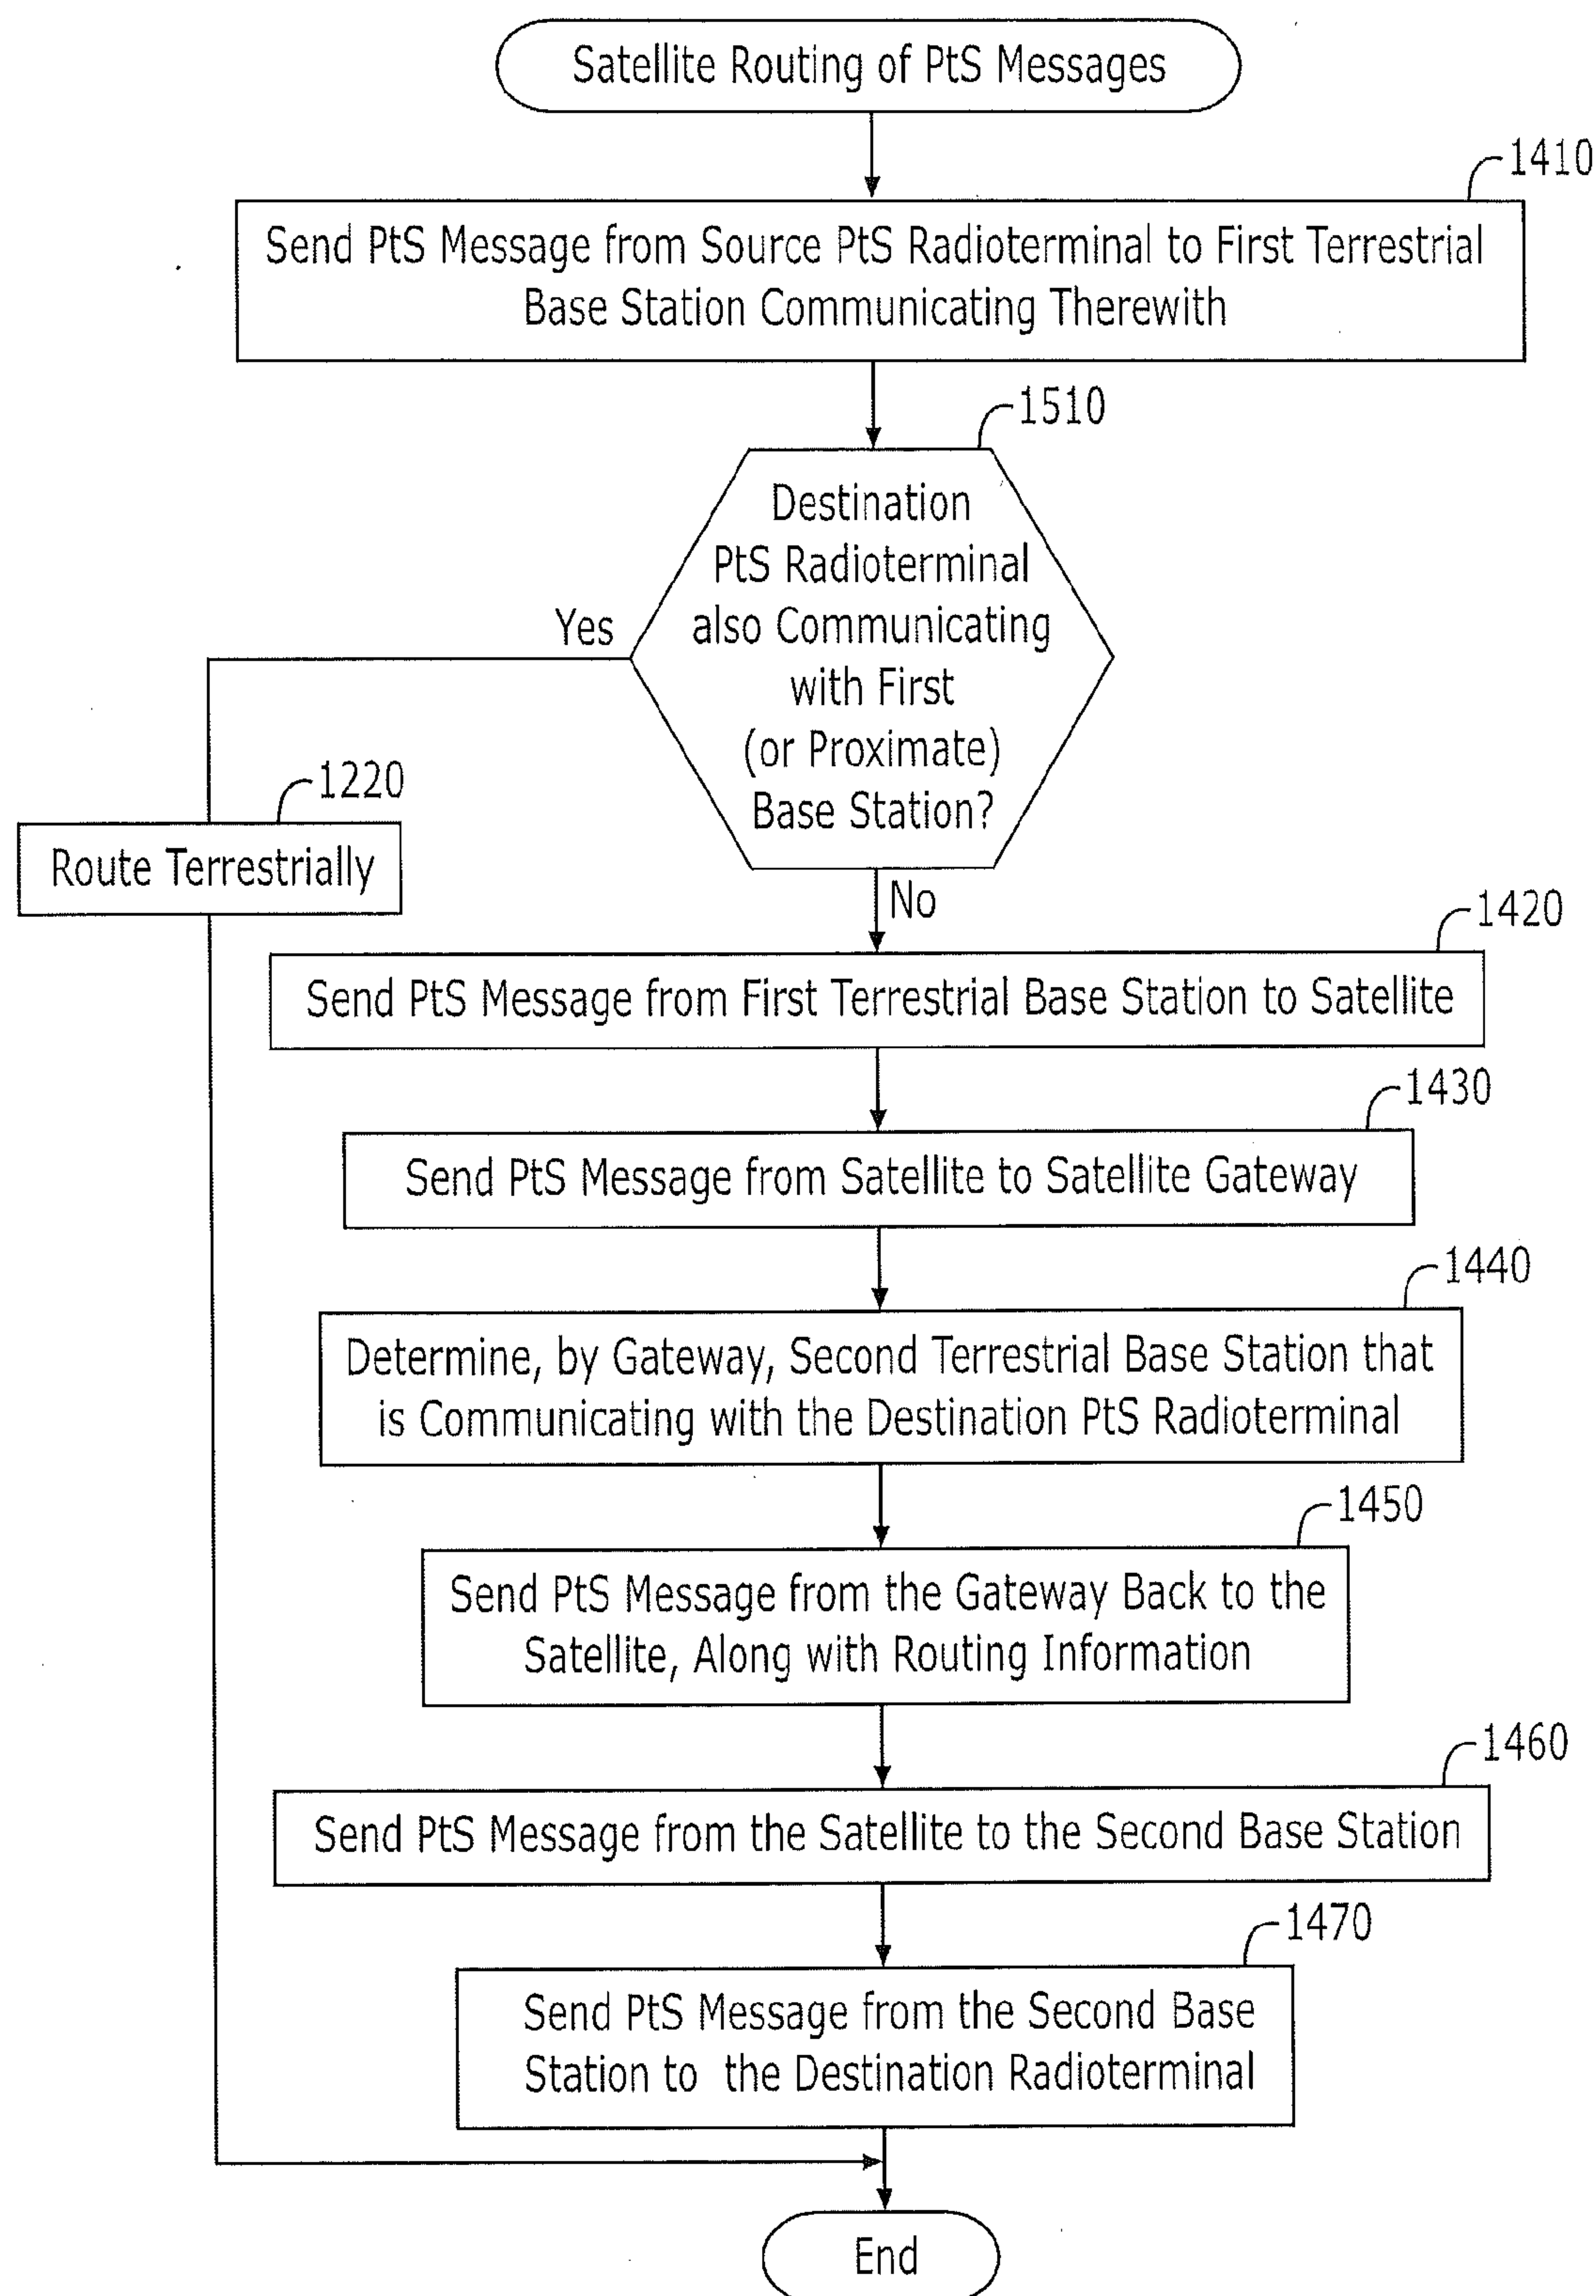 Satellite Routing of PtS Messages
1410
Send PtS Message from Source PtS Radioterminal to First Terrestrial
Base Station Communicating Therewith
1510
Destination
PtS Radioterminal
also Communicating
with First
(or Proximate)
Base Station?
Yes
1220
Route Terrestrially
No
1420
Send PtS Message from First Terrestrial Base Station to Satellite
1430
Send PtS Message from Satellite to Satellite Gateway
1440
Determine, by Gateway, Second Terrestrial Base Station that
is Communicating with the Destination PtS Radioterminal
1450
Send PtS Message from the Gateway Back to the
Satellite, Along with Routing Information
1460
Send PtS Message from the Satellite to the Second Base Station
1470
Send PtS Message from the Second Base
Station to the Destination Radioterminal
End